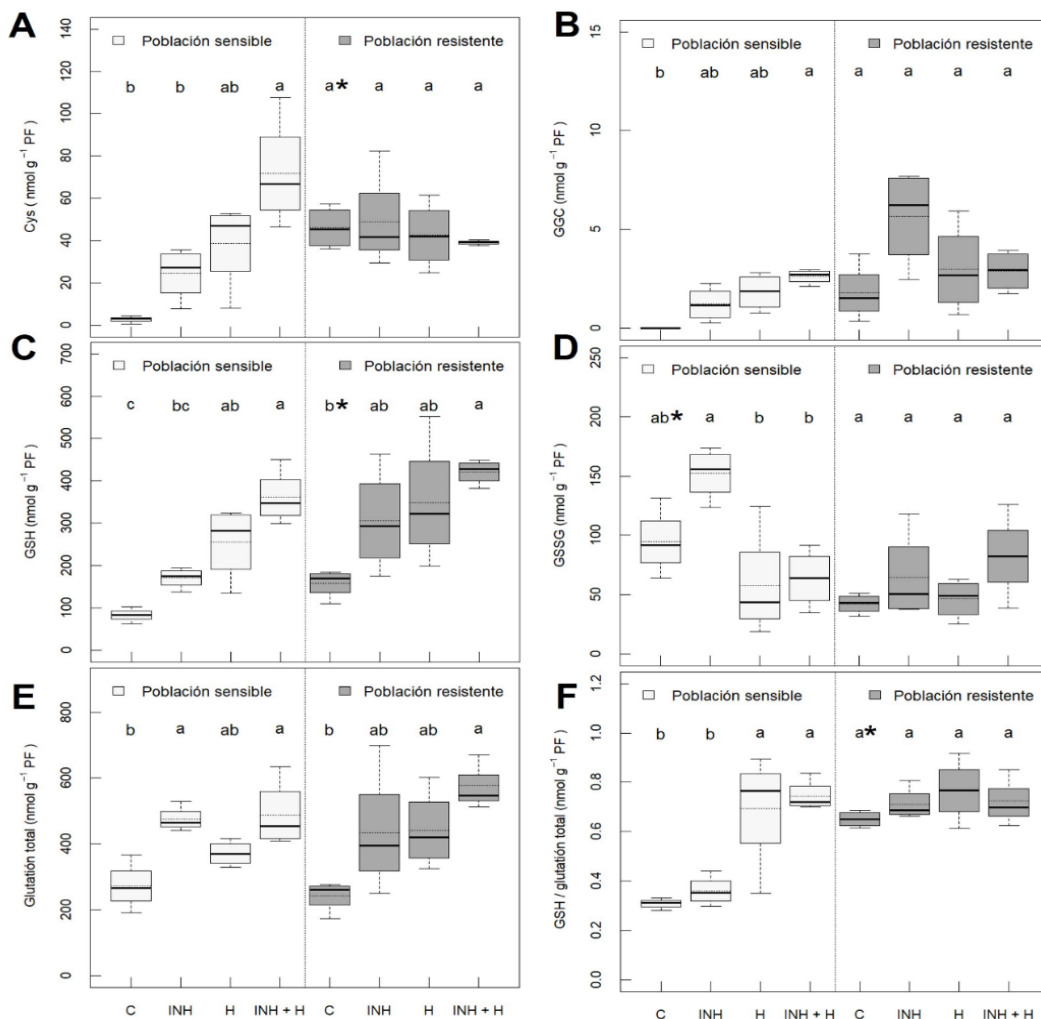 A
Población sensible
Población resistente
Cys ( nmol g⁻¹ PF )
140
120
100
80
60
40
20
0
b b ab a a* a a a
B
Población sensible
Población resistente
GGC (nmol g⁻¹ PF )
15
10
5
0
b ab ab a a a a a
C
Población sensible
Población resistente
GSH (nmol g⁻¹ PF )
700
600
500
400
300
200
100
0
c bc ab a b* ab ab a
D
Población sensible
Población resistente
GSSG (nmol g⁻¹ PF )
250
200
150
100
50
0
ab* a b b a a a a
E
Población sensible
Población resistente
Glutatión total (nmol g⁻¹ PF )
800
600
400
200
0
b a ab a b ab ab a
C INH H INH + H C INH H INH + H
F
Población sensible
Población resistente
GSH / glutatión total (nmol g⁻¹ PF )
1.2
1.0
0.8
0.6
0.4
0.2
0.0
b b a a a* a a a
C INH H INH + H C INH H INH + H